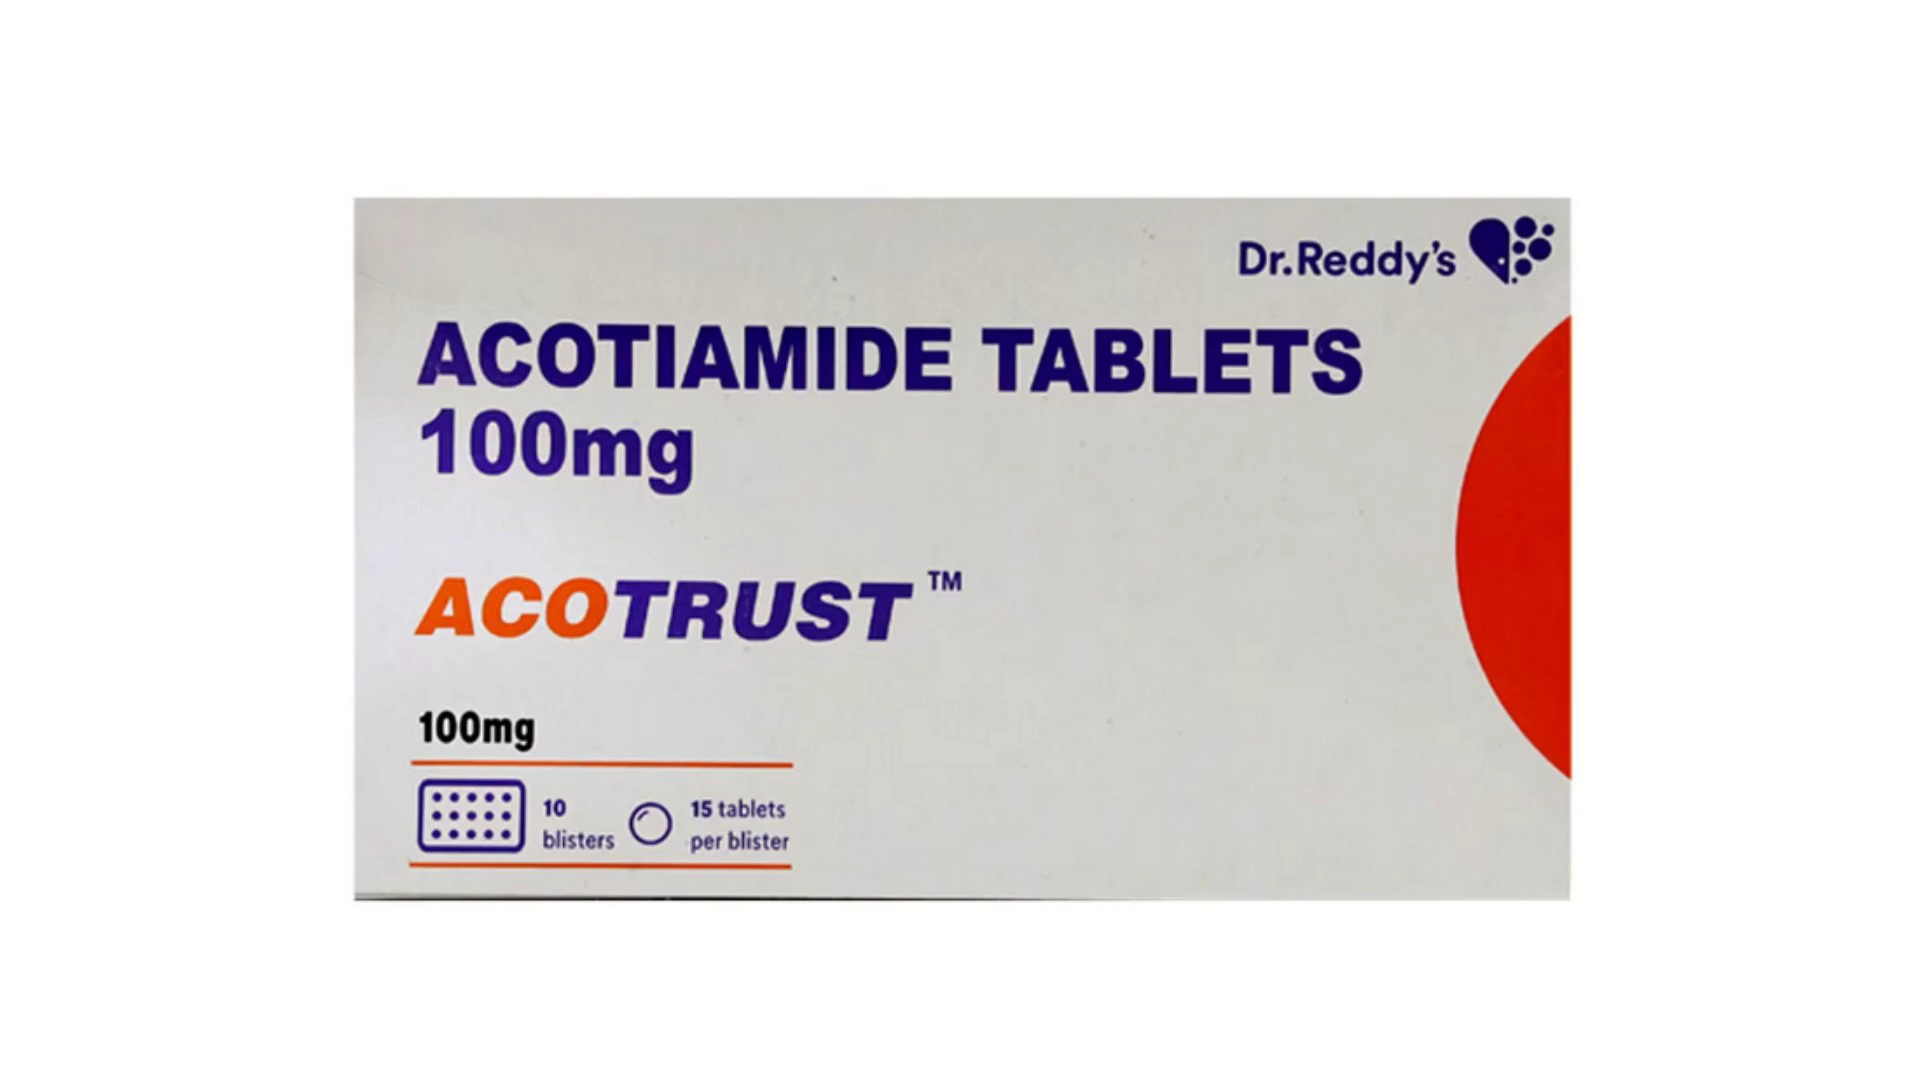 Dr.Reddy's
ACOTIAMIDE TABLETS
100mg
ACOTRUST™
100mg
10
blisters
15 tablets
per blister